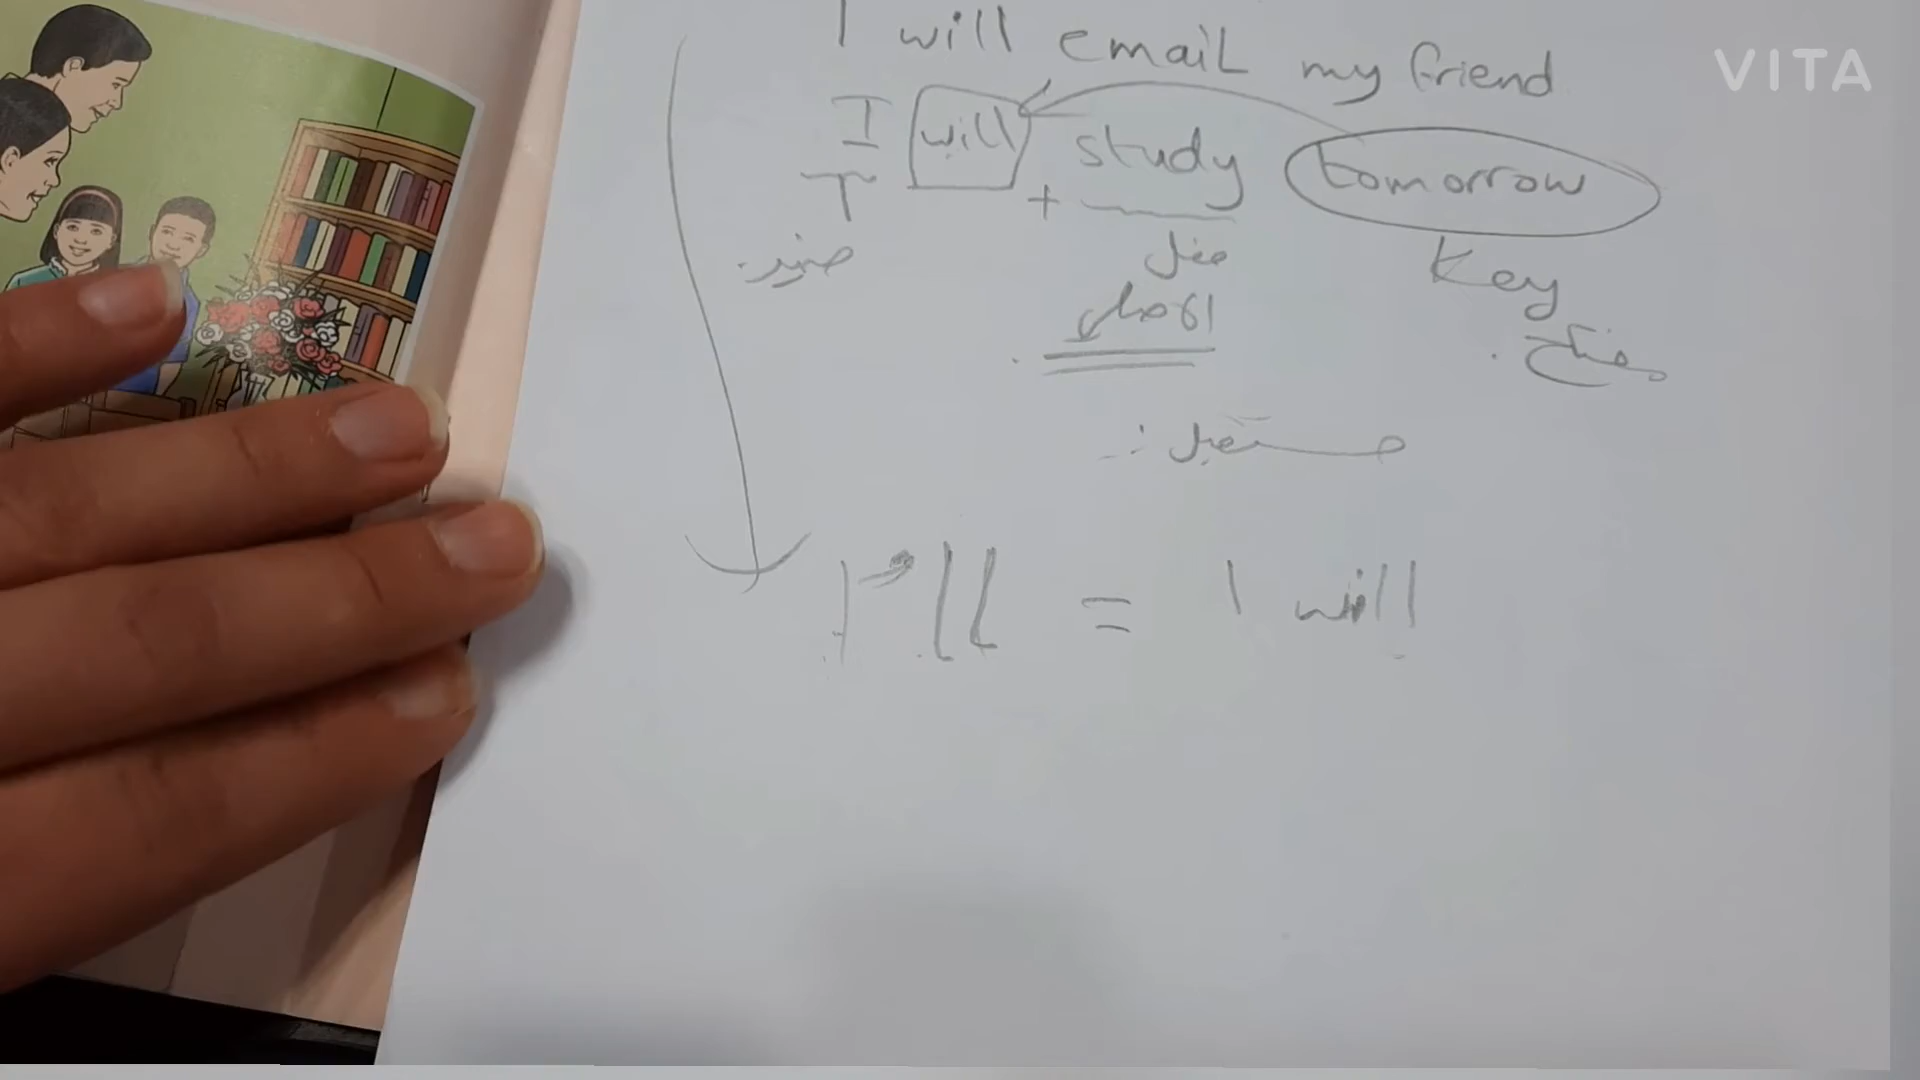 VITA
I will email my friend
I will study tomorrow
+
ضمير
فعل
Key
الاصلي
مفتاح
مستقبل
I'll = I will